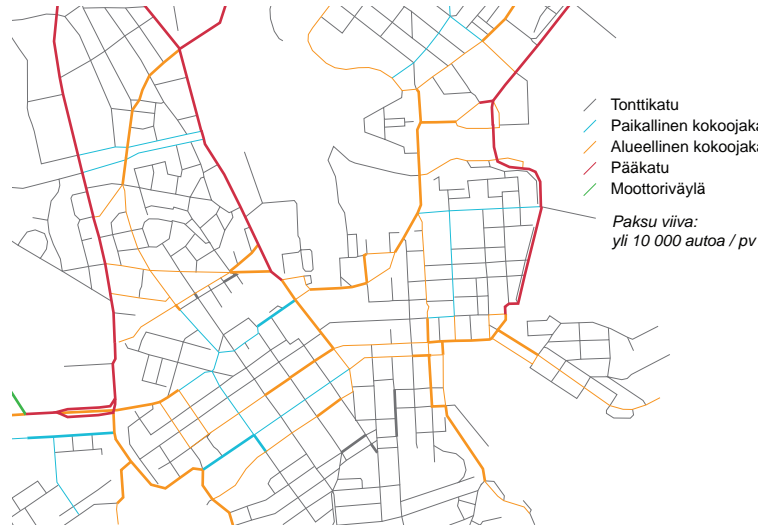 Tonttikatu
Paikallinen kokoojaka
Alueellinen kokoojaka
Pääkatu
Moottoriväylä
Paksu viiva:
yli 10 000 autoa / pv